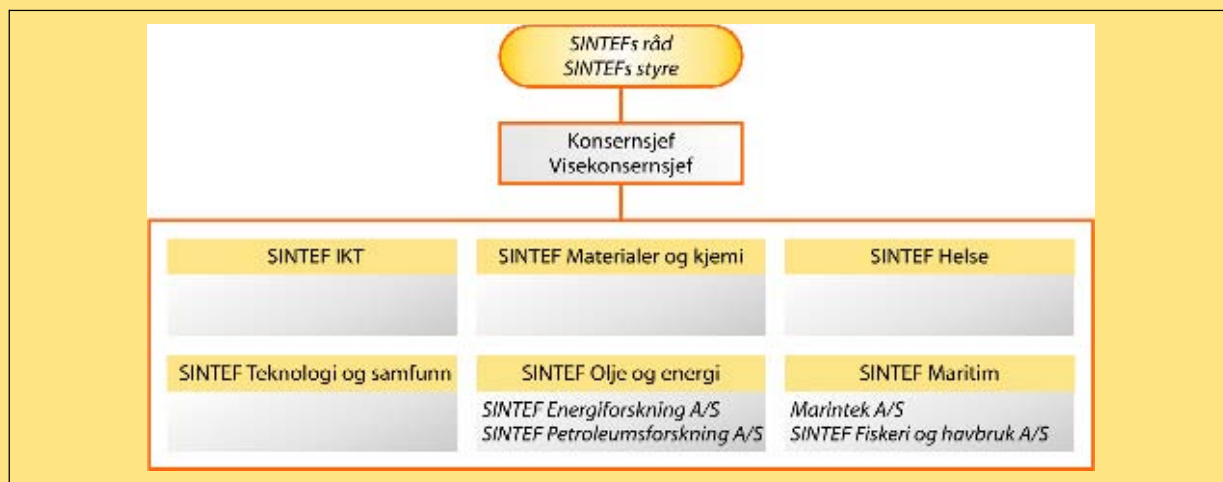 SINTEFs råd
SINTEFs styre
Konsernsjef
Visekonsernsjef
SINTEF IKT
SINTEF Materialer og kjemi
SINTEF Helse
SINTEF Teknologi og samfunn
SINTEF Olje og energi
SINTEF Energiforskning A/S
SINTEF Petroleumsforskning A/S
SINTEF Maritim
Marintek A/S
SINTEF Fiskeri og havbruk A/S